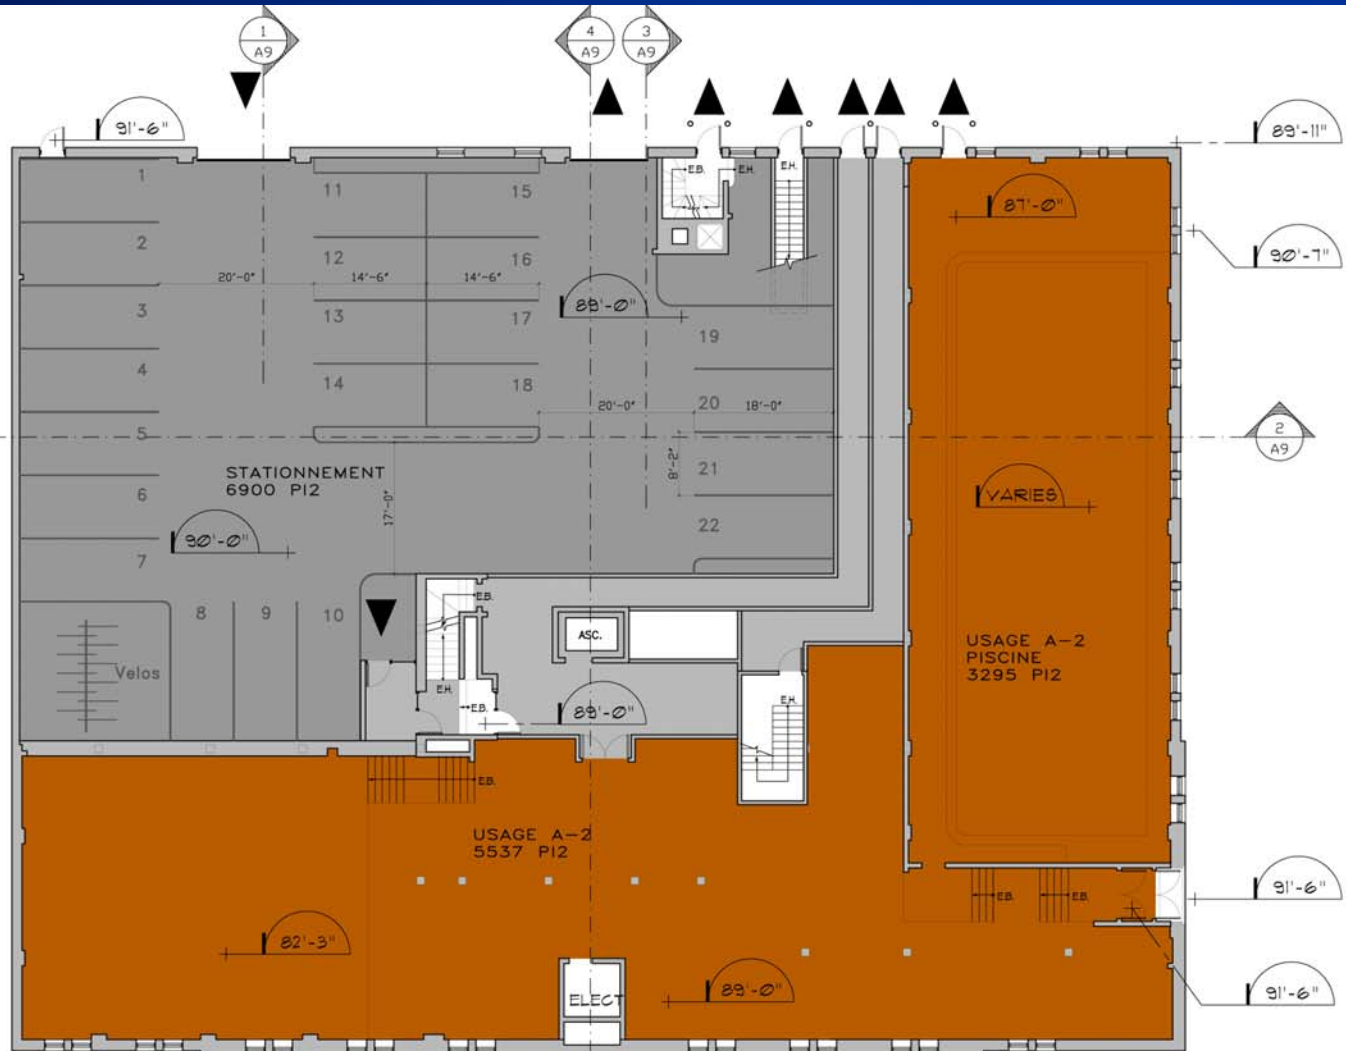 1
A9
4
A9
3
A9
91'-6"
89'-11"
1
11
15
E.B.
E.H.
E.H.
87'-0"
2
12
16
90'-7"
20'-0"
14'-6"
14'-6"
89'-0"
3
13
17
19
4
14
18
20'-0"
20
18'-0"
5
2
A9
STATIONNEMENT
6900 PI2
8'-2"
21
6
VARIES
17'-0"
22
90'-0"
7
8
9
10
E.B.
ASC.
USAGE A-2
PISCINE
3295 PI2
Velos
E.H.
E.B.
89'-0"
E.H.
E.B.
USAGE A-2
5537 PI2
E.B.
E.B.
91'-6"
82'-3"
ELECT
89'-0"
91'-6"